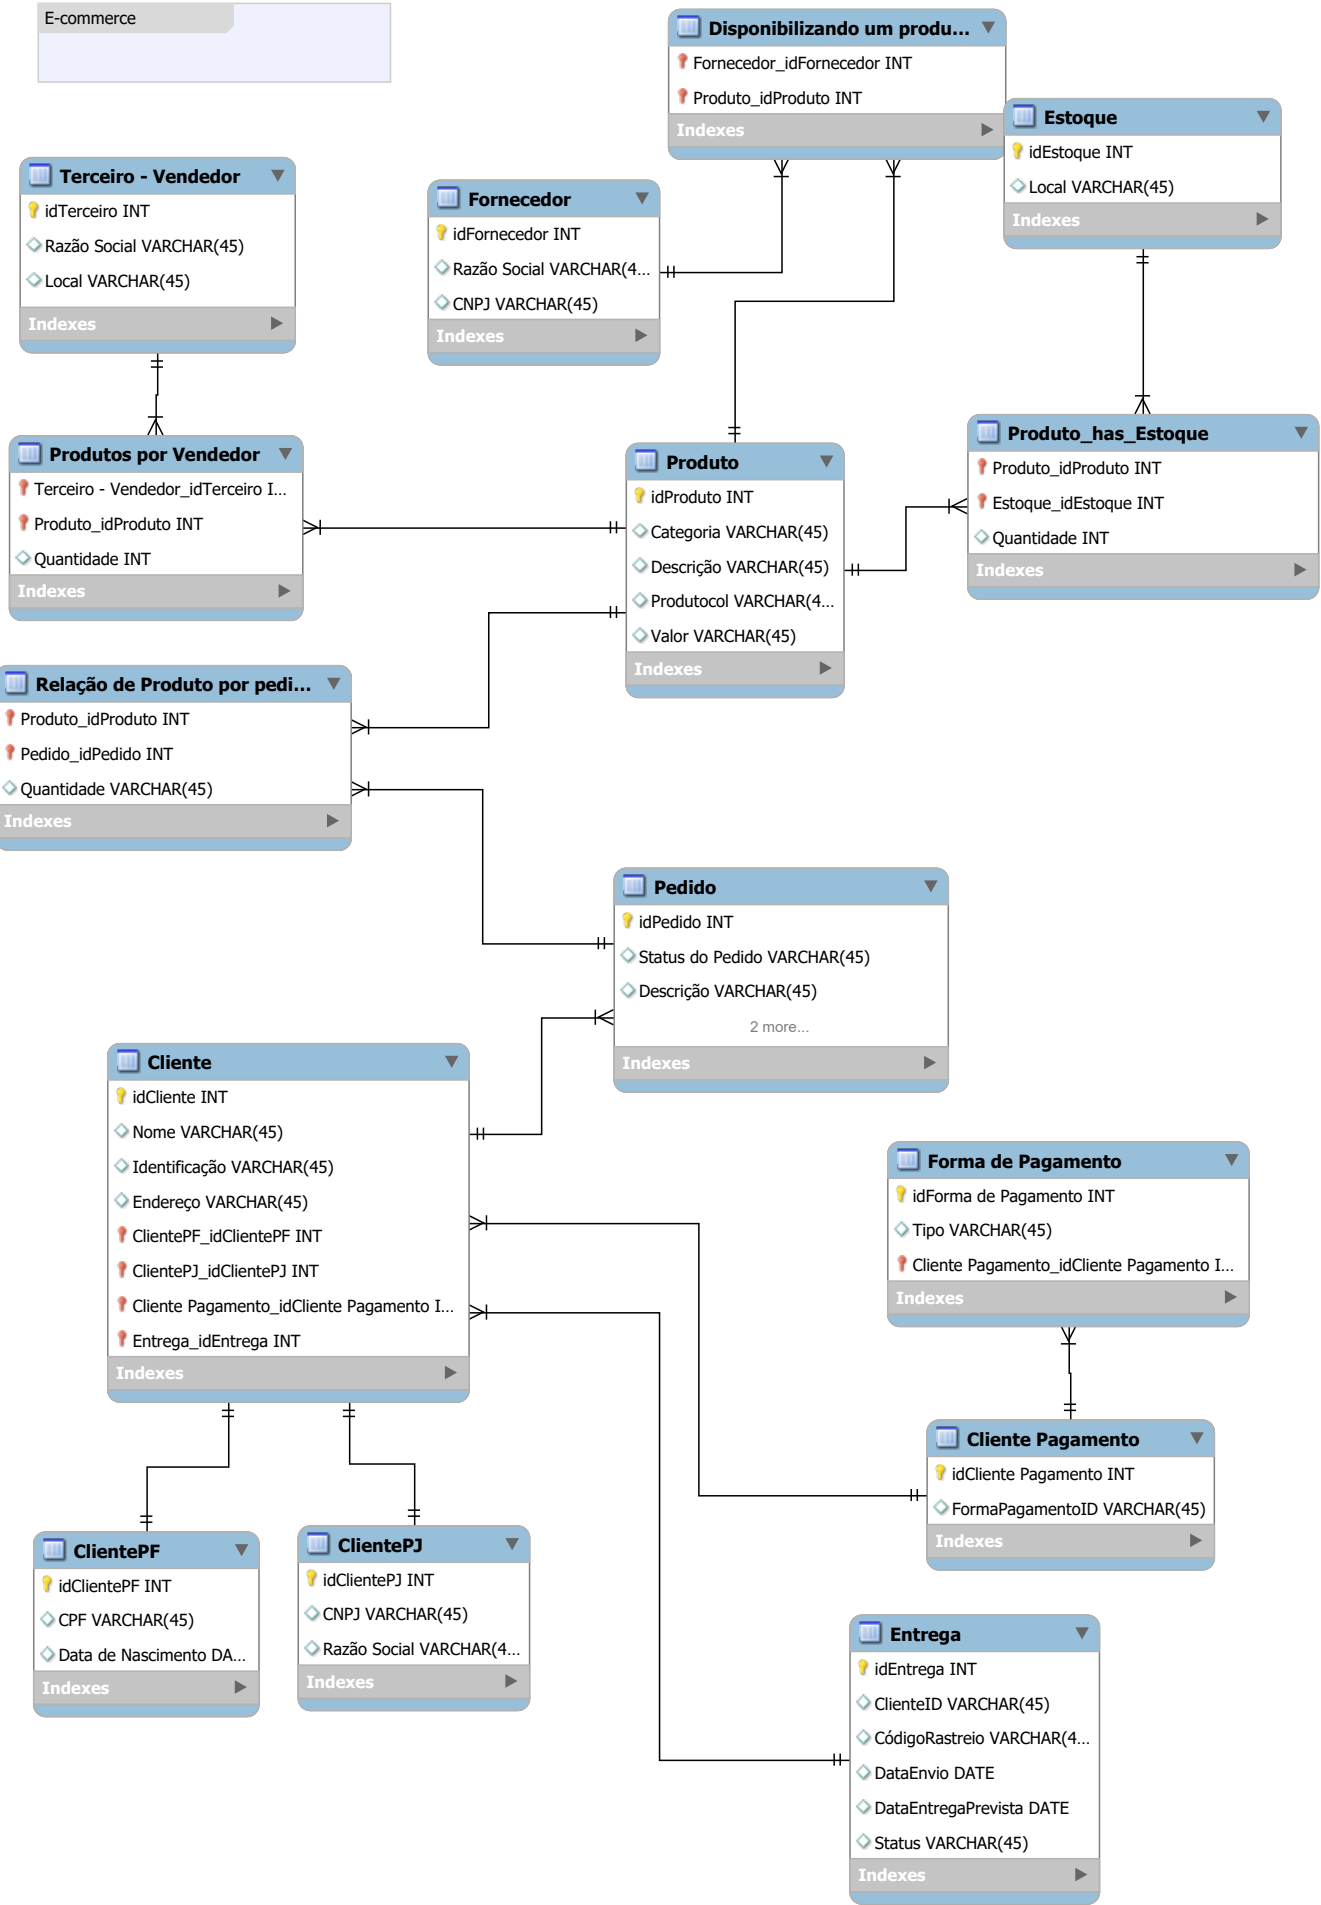 E-commerce
Disponibilizando um produ...
Fornecedor_idFornecedor INT
Produto_idProduto INT
Indexes
Estoque
idEstoque INT
Local VARCHAR(45)
Indexes
Terceiro - Vendedor
idTerceiro INT
Razão Social VARCHAR(45)
Local VARCHAR(45)
Indexes
Fornecedor
idFornecedor INT
Razão Social VARCHAR(4...
CNPJ VARCHAR(45)
Indexes
Produtos por Vendedor
Terceiro - Vendedor_idTerceiro I...
Produto_idProduto INT
Quantidade INT
Indexes
Produto
idProduto INT
Categoria VARCHAR(45)
Descrição VARCHAR(45)
Produtocol VARCHAR(4...
Valor VARCHAR(45)
Indexes
Produto_has_Estoque
Produto_idProduto INT
Estoque_idEstoque INT
Quantidade INT
Indexes
Relação de Produto por pedi...
Produto_idProduto INT
Pedido_idPedido INT
Quantidade VARCHAR(45)
Indexes
Pedido
idPedido INT
Status do Pedido VARCHAR(45)
Descrição VARCHAR(45)
2 more...
Indexes
Cliente
idCliente INT
Nome VARCHAR(45)
Identificação VARCHAR(45)
Endereço VARCHAR(45)
ClientePF_idClientePF INT
ClientePJ_idClientePJ INT
Cliente Pagamento_idCliente Pagamento I...
Entrega_idEntrega INT
Indexes
Forma de Pagamento
idForma de Pagamento INT
Tipo VARCHAR(45)
Cliente Pagamento_idCliente Pagamento I...
Indexes
Cliente Pagamento
idCliente Pagamento INT
FormaPagamentoID VARCHAR(45)
Indexes
ClientePF
idClientePF INT
CPF VARCHAR(45)
Data de Nascimento DA...
Indexes
ClientePJ
idClientePJ INT
CNPJ VARCHAR(45)
Razão Social VARCHAR(4...
Indexes
Entrega
idEntrega INT
ClienteID VARCHAR(45)
CódigoRastreio VARCHAR(4...
DataEnvio DATE
DataEntregaPrevista DATE
Status VARCHAR(45)
Indexes